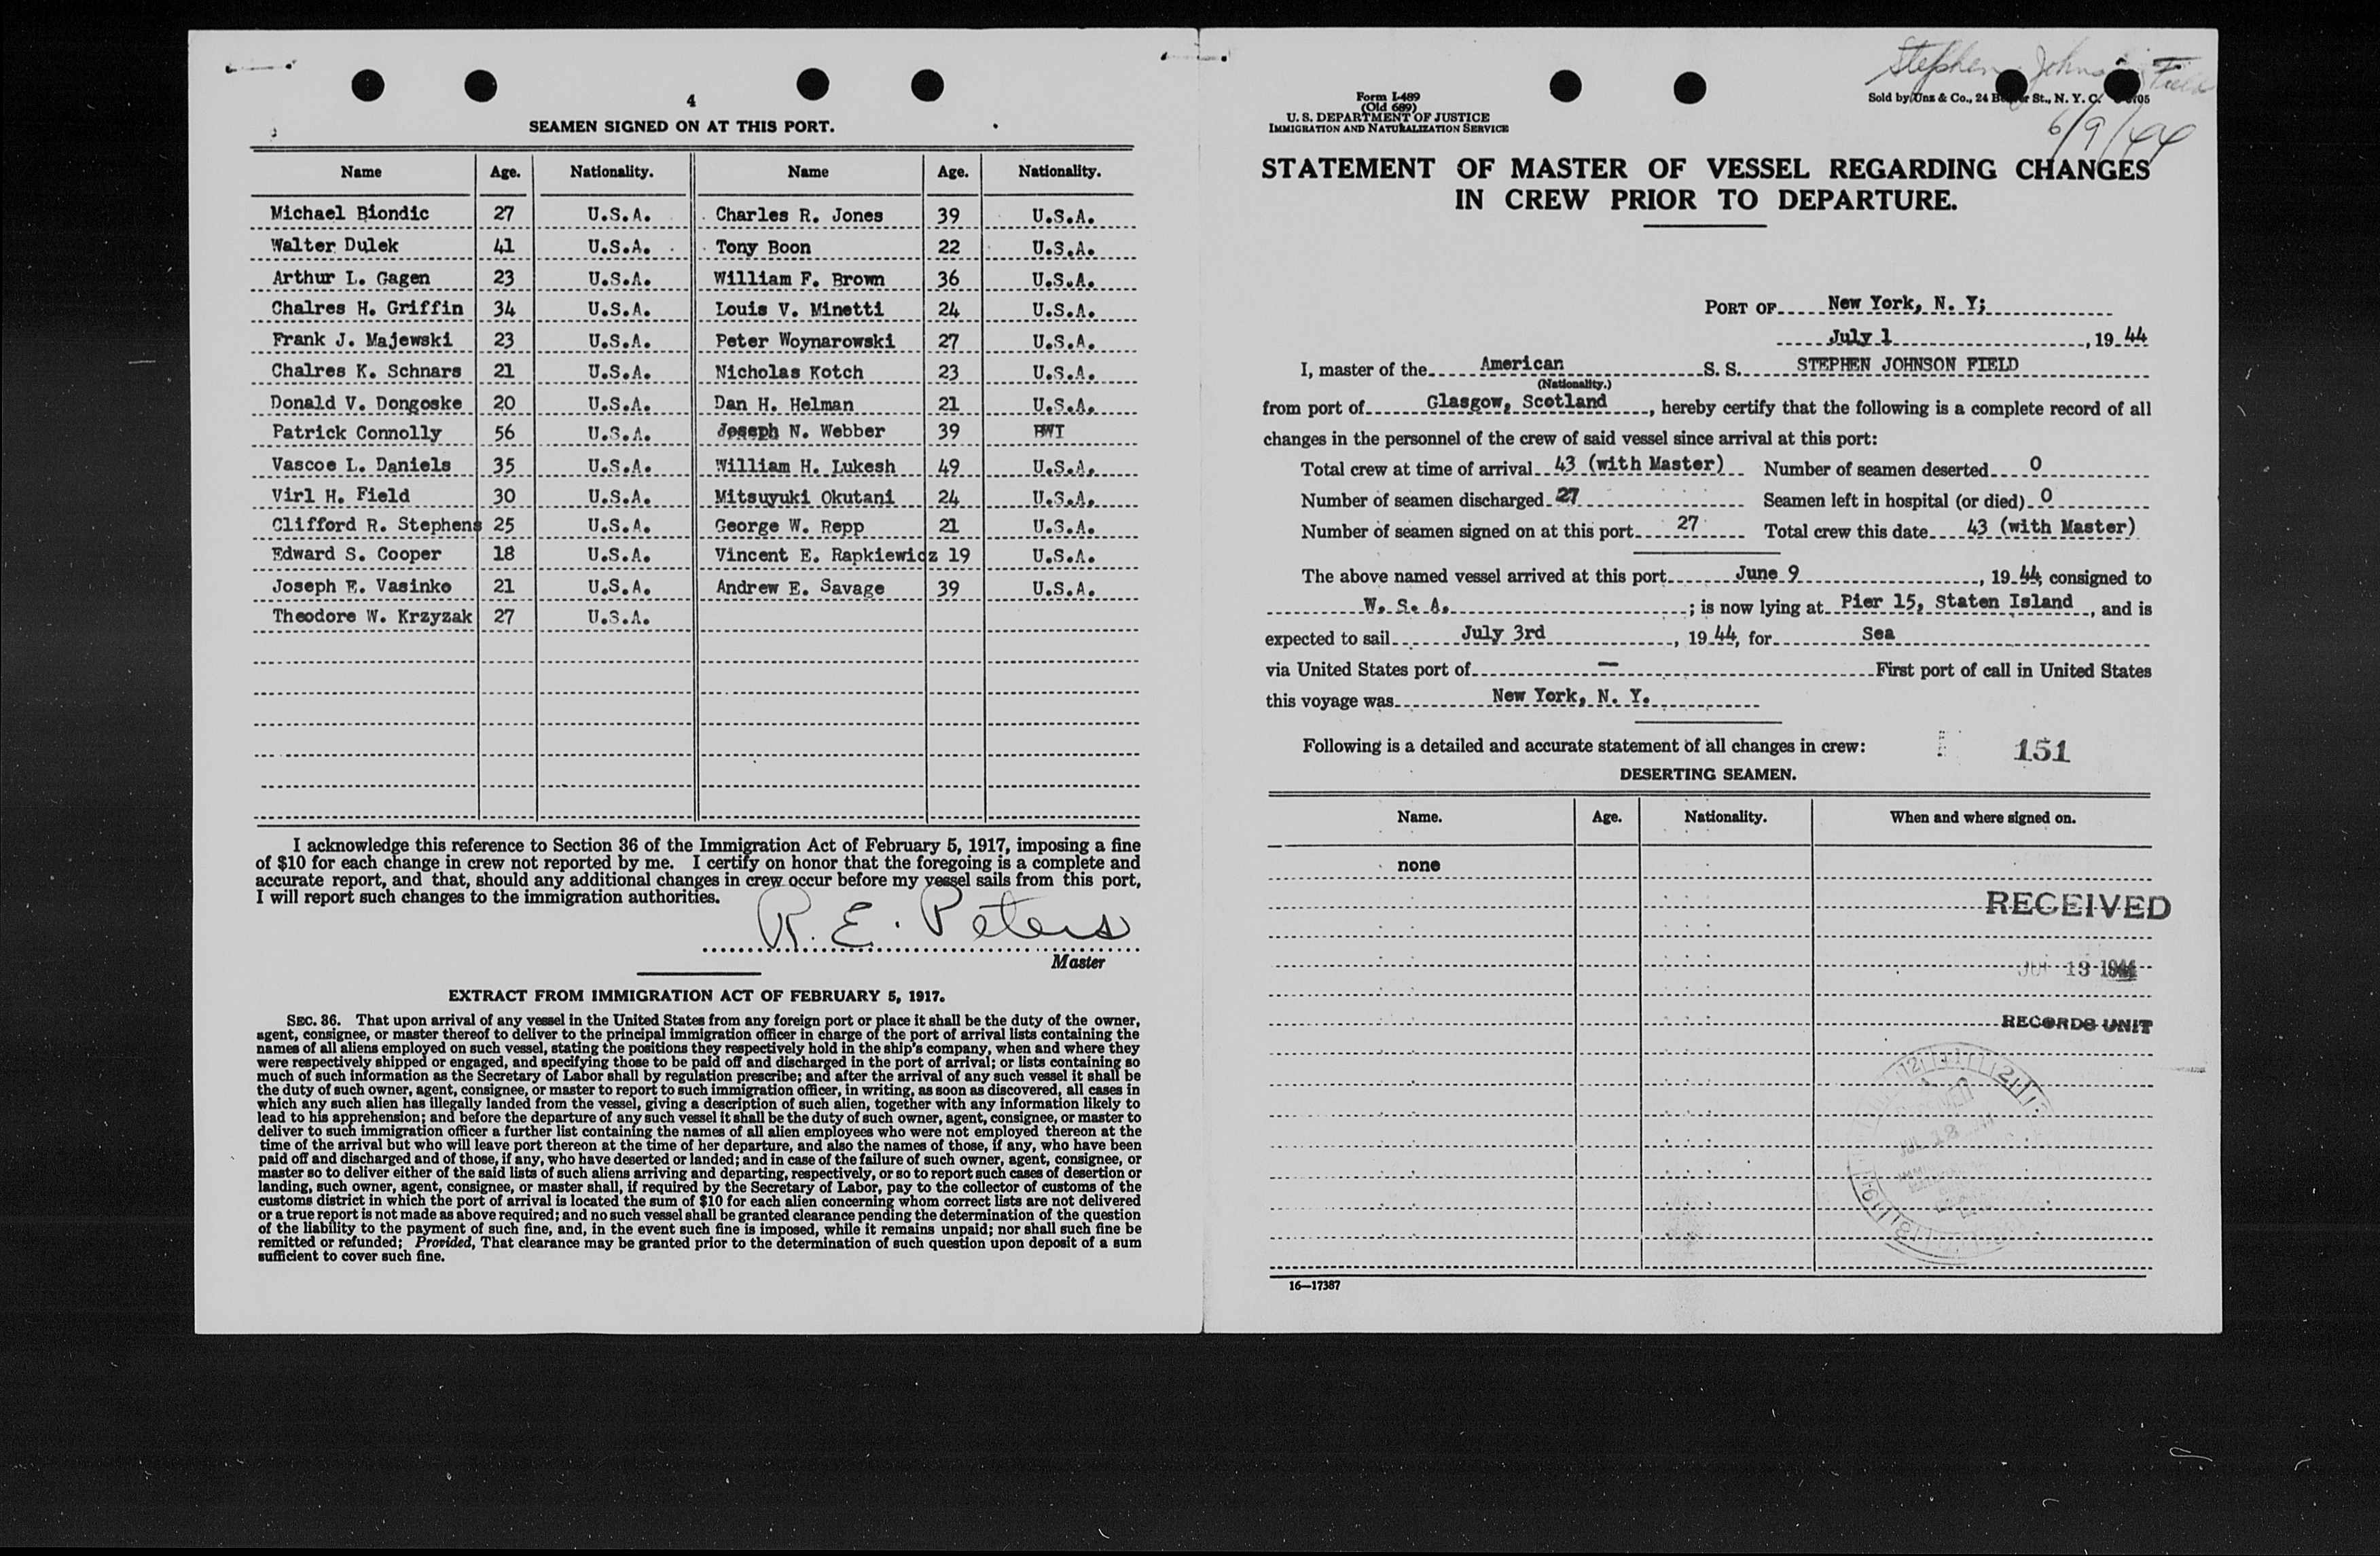 4
SEAMEN SIGNED ON AT THIS PORT.
Name Age. Nationality. Name Age. Nationality.
Michael Biondic 27 U.S.A. Charles R. Jones 39 U.S.A.
Walter Dulek 41 U.S.A. Tony Boon 22 U.S.A.
Arthur L. Gagen 23 U.S.A. William F. Brown 36 U.S.A.
Chalres H. Griffin 34 U.S.A. Louis V. Minetti 24 U.S.A.
Frank J. Majewski 23 U.S.A. Peter Woynarowski 27 U.S.A.
Chalres K. Schnars 21 U.S.A. Nicholas Kotch 23 U.S.A.
Donald V. Dongoske 20 U.S.A. Dan H. Helman 21 U.S.A.
Patrick Connolly 56 U.S.A. Joseph N. Webber 39 BWI
Vascoe L. Daniels 35 U.S.A. William H. Lukesh 49 U.S.A.
Virl H. Field 30 U.S.A. Mitsuyuki Okutani 24 U.S.A.
Clifford R. Stephens 25 U.S.A. George W. Repp 21 U.S.A.
Edward S. Cooper 18 U.S.A. Vincent E. Rapkiewicz 19 U.S.A.
Joseph E. Vasinko 21 U.S.A. Andrew E. Savage 39 U.S.A.
Theodore W. Krzyzak 27 U.S.A.
I acknowledge this reference to Section 36 of the Immigration Act of February 5, 1917, imposing a fine
of $10 for each change in crew not reported by me. I certify on honor that the foregoing is a complete and
accurate report, and that, should any additional changes in crew occur before my vessel sails from this port,
I will report such changes to the immigration authorities.
R. E. Peters
Master
EXTRACT FROM IMMIGRATION ACT OF FEBRUARY 5, 1917.
SEC. 36. That upon arrival of any vessel in the United States from any foreign port or place it shall be the duty of the owner,
agent, consignee, or master thereof to deliver to the principal immigration officer in charge of the port of arrival lists containing the
names of all aliens employed on such vessel, stating the positions they respectively hold in the ship's company, when and where they
were respectively shipped or engaged, and specifying those to be paid off and discharged in the port of arrival; or lists containing so
much of such information as the Secretary of Labor shall by regulation prescribe; and after the arrival of any such vessel it shall be
the duty of such owner, agent, consignee, or master to report to such immigration officer, in writing, as soon as discovered, all cases in
which any such alien has illegally landed from the vessel, giving a description of such alien, together with any information likely to
lead to his apprehension; and before the departure of any such vessel it shall be the duty of such owner, agent, consignee, or master to
deliver to such immigration officer a further list containing the names of all alien employees who were not employed thereon at the
time of the arrival but who will leave port thereon at the time of her departure, and also the names of those, if any, who have been
paid off and discharged and of those, if any, who have deserted or landed; and in case of the failure of such owner, agent, consignee, or
master so to deliver either of the said lists of such aliens arriving and departing, respectively, or so to report such cases of desertion or
landing, such owner, agent, consignee, or master shall, if required by the Secretary of Labor, pay to the collector of customs of the
customs district in which the port of arrival is located the sum of $10 for each alien concerning whom correct lists are not delivered
or a true report is not made as above required; and no such vessel shall be granted clearance pending the determination of the question
of the liability to the payment of such fine, and, in the event such fine is imposed, while it remains unpaid; nor shall such fine be
remitted or refunded; Provided, That clearance may be granted prior to the determination of such question upon deposit of a sum
sufficient to cover such fine.
Stephen Johnson Field
Form I-489
(Old 689)
U. S. DEPARTMENT OF JUSTICE
IMMIGRATION AND NATURALIZATION SERVICE
Sold by Unz & Co., 24 Beaver St., N. Y. C.
6/9/44
STATEMENT OF MASTER OF VESSEL REGARDING CHANGES
IN CREW PRIOR TO DEPARTURE.
PORT OF New York, N. Y;
July 1, 1944
I, master of the American S. S. STEPHEN JOHNSON FIELD
(Nationality.)
from port of Glasgow, Scotland, hereby certify that the following is a complete record of all
changes in the personnel of the crew of said vessel since arrival at this port:
Total crew at time of arrival 43 (with Master) Number of seamen deserted 0
Number of seamen discharged 27 Seamen left in hospital (or died) 0
Number of seamen signed on at this port 27 Total crew this date 43 (with Master)
The above named vessel arrived at this port June 9, 1944, consigned to
W. S. A.; is now lying at Pier 15, Staten Island, and is
expected to sail July 3rd, 1944, for Sea
via United States port of — First port of call in United States
this voyage was New York, N. Y.
Following is a detailed and accurate statement of all changes in crew:
151
DESERTING SEAMEN.
Name. Age. Nationality. When and where signed on.
none
RECEIVED
13 1944
RECORDS UNIT
JUL 18
16—17387